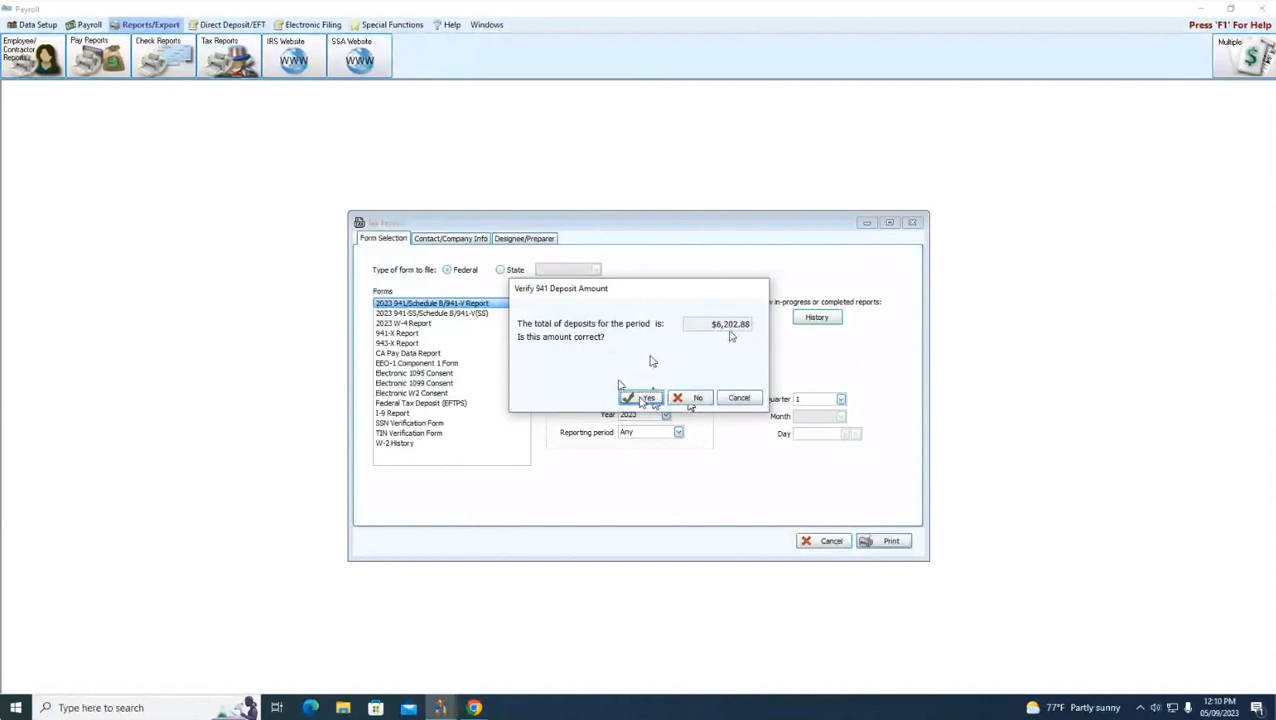 Payroll
Data Setup Payroll Reports/Export Direct Deposit/EFT Electronic Filing Special Functions Help Windows Press 'F1' For Help
Employee/
Contractor
Reports
Pay Reports
Check Reports
Tax Reports
IRS Website
WWW
SSA Website
WWW
Multiple
Form Selection Contact/Company Info Designee/Preparer
Type of form to file: Federal State
Forms
2023 941/Schedule B/941-V Report
2023 941-SS/Schedule B/941-V(SS)
2023 W-4 Report
941-X Report
943-X Report
CA Pay Data Report
EEO-1 Component 1 Form
Electronic 1095 Consent
Electronic 1099 Consent
Electronic W2 Consent
Federal Tax Deposit (EFTPS)
I-9 Report
SSN Verification Form
TIN Verification Form
W-2 History
Verify 941 Deposit Amount
The total of deposits for the period is: $6,202.88
Is this amount correct?
Yes No Cancel
in-progress or completed reports:
History
Quarter 1
Year 2023 Month
Reporting period Any Day
Cancel Print
Type here to search
77°F Partly sunny
12:10 PM
05/09/2023